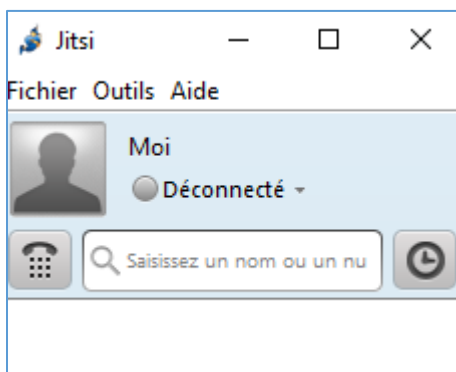 Jitsi
Fichier Outils Aide
Moi
Déconnecté
Saisissez un nom ou un nu